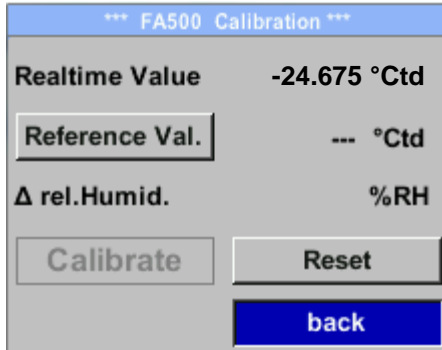 *** FA500 Calibration ***
Realtime Value -24.675 °Ctd
Reference Val. --- °Ctd
Δ rel.Humid. %RH
Calibrate Reset
back